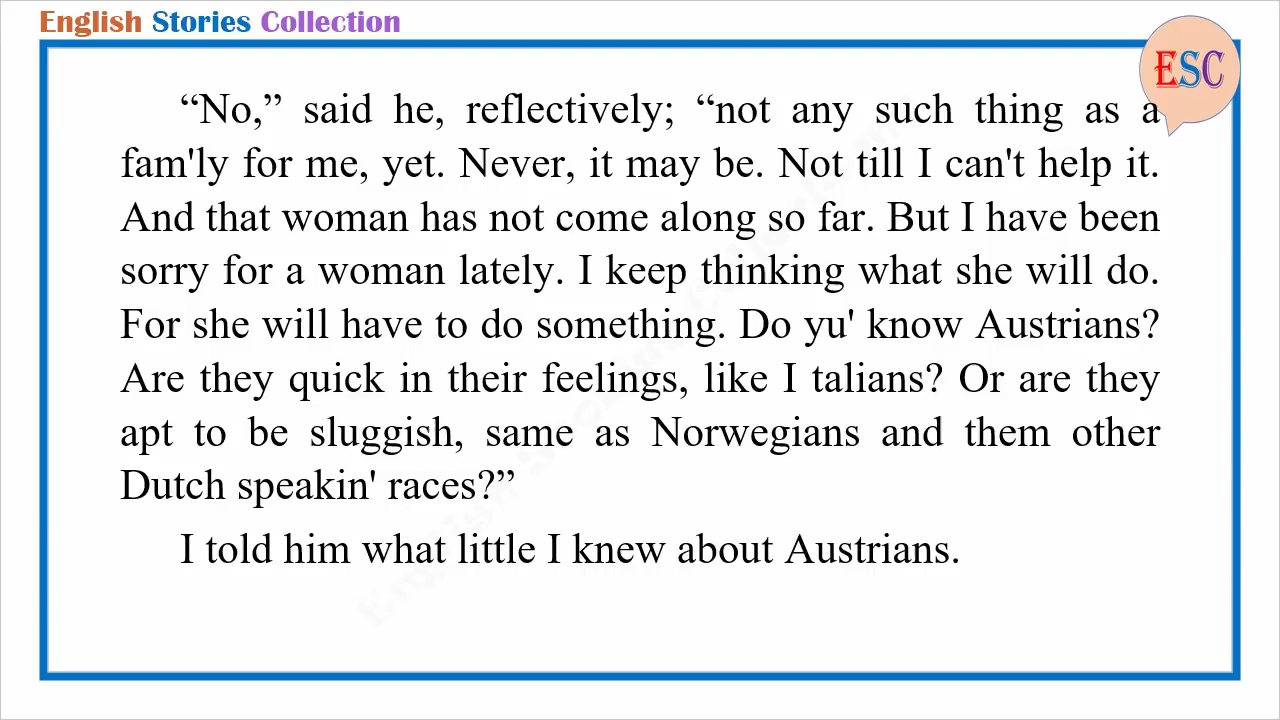 English Stories Collection
ESC
“No,” said he, reflectively; “not any such thing as a
fam'ly for me, yet. Never, it may be. Not till I can't help it.
And that woman has not come along so far. But I have been
sorry for a woman lately. I keep thinking what she will do.
For she will have to do something. Do yu' know Austrians?
Are they quick in their feelings, like I talians? Or are they
apt to be sluggish, same as Norwegians and them other
Dutch speakin' races?”
I told him what little I knew about Austrians.